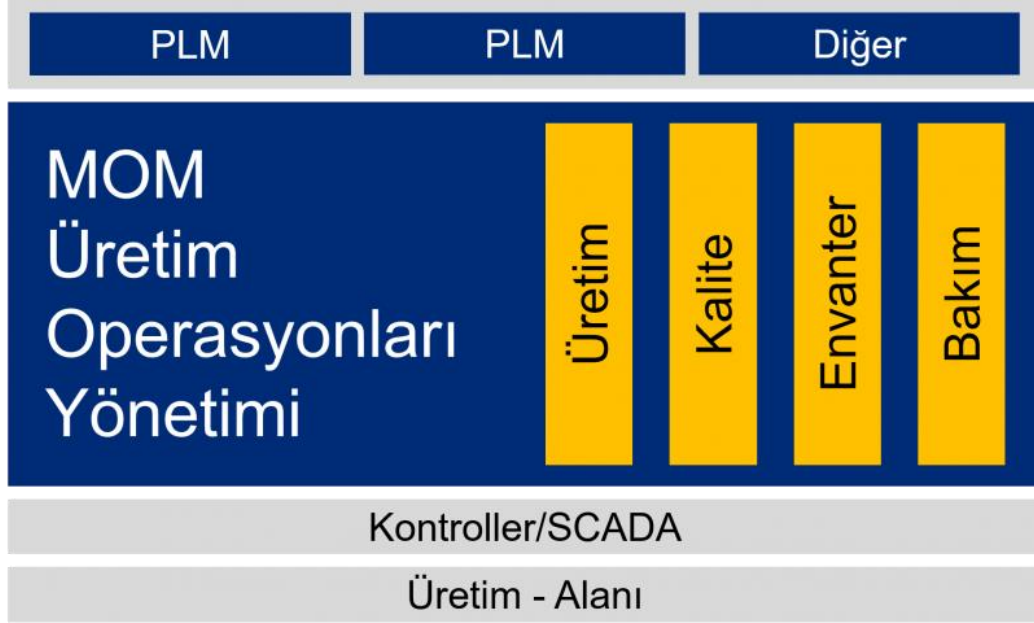 PLM
PLM
Diğer
MOM
Üretim
Operasyonları
Yönetimi
Üretim
Kalite
Envanter
Bakım
Kontroller/SCADA
Üretim - Alanı